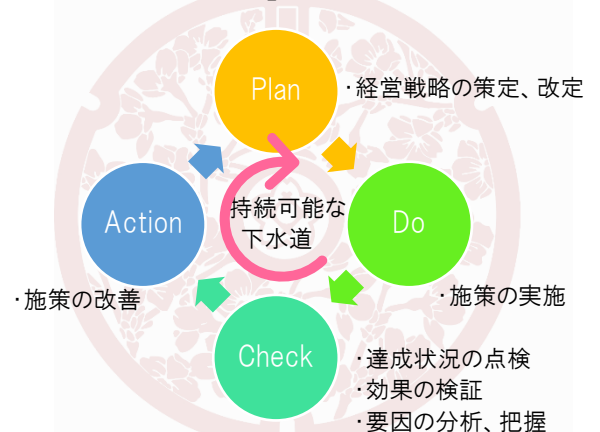 Plan
・経営戦略の策定、改定
Action
持続可能な
下水道
Do
・施策の改善
・施策の実施
Check
・達成状況の点検
・効果の検証
・要因の分析、把握